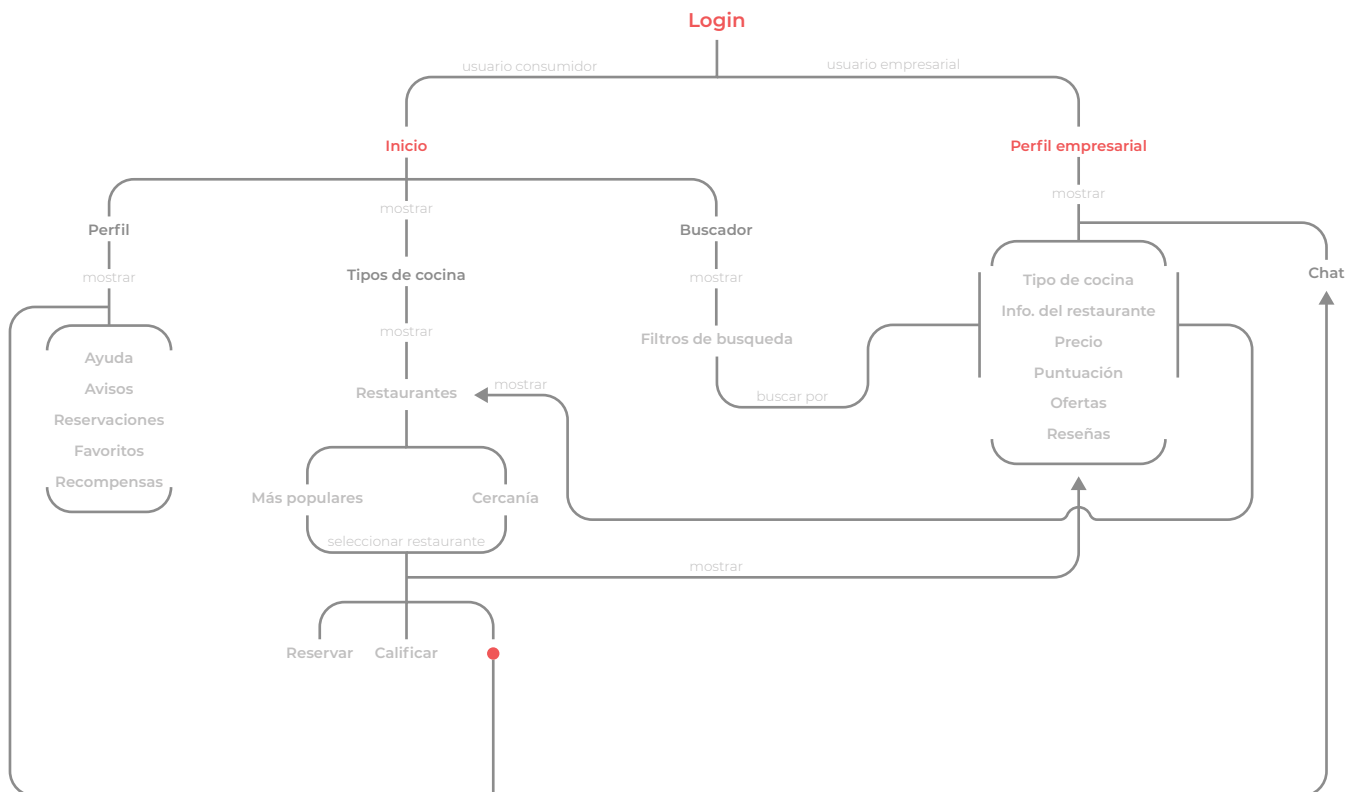 Login
usuario consumidor
usuario empresarial
Inicio
Perfil empresarial
mostrar
mostrar
Perfil
Buscador
Tipos de cocina
mostrar
mostrar
Chat
Tipo de cocina
Info. del restaurante
Precio
Puntuación
Ofertas
Reseñas
mostrar
Filtros de busqueda
Ayuda
Avisos
Reservaciones
Favoritos
Recompensas
Restaurantes
mostrar
buscar por
Más populares
Cercanía
seleccionar restaurante
mostrar
Reservar
Calificar